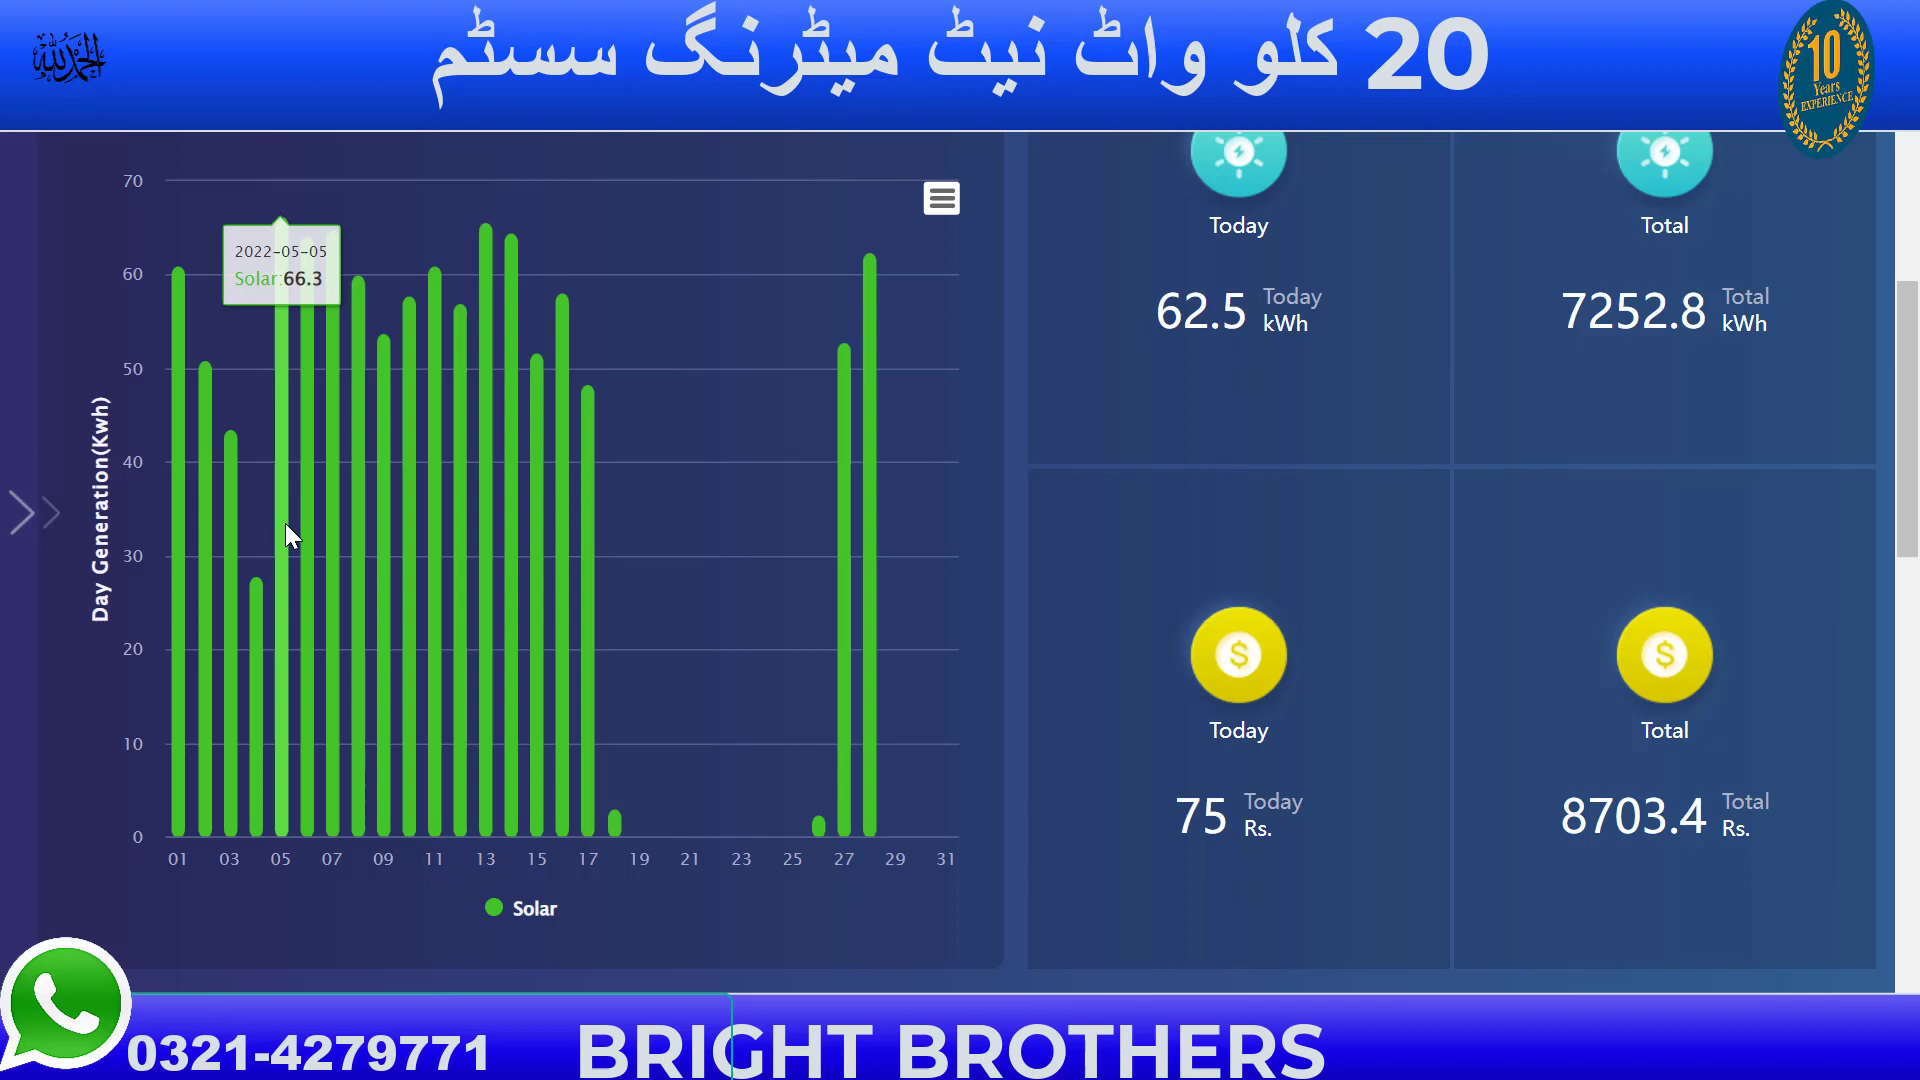 20 کلو واٹ نیٹ میٹرنگ سسٹم
الحمدللہ
10
Years
EXPERIENCE
70
60
50
40
30
20
10
0
Day Generation(Kwh)
2022-05-05
Solar:66.3
01 03 05 07 09 11 13 15 17 19 21 23 25 27 29 31
Solar
Today
62.5 Today
kWh
Total
7252.8 Total
kWh
Today
75 Today
Rs.
Total
8703.4 Total
Rs.
0321-4279771
BRIGHT BROTHERS